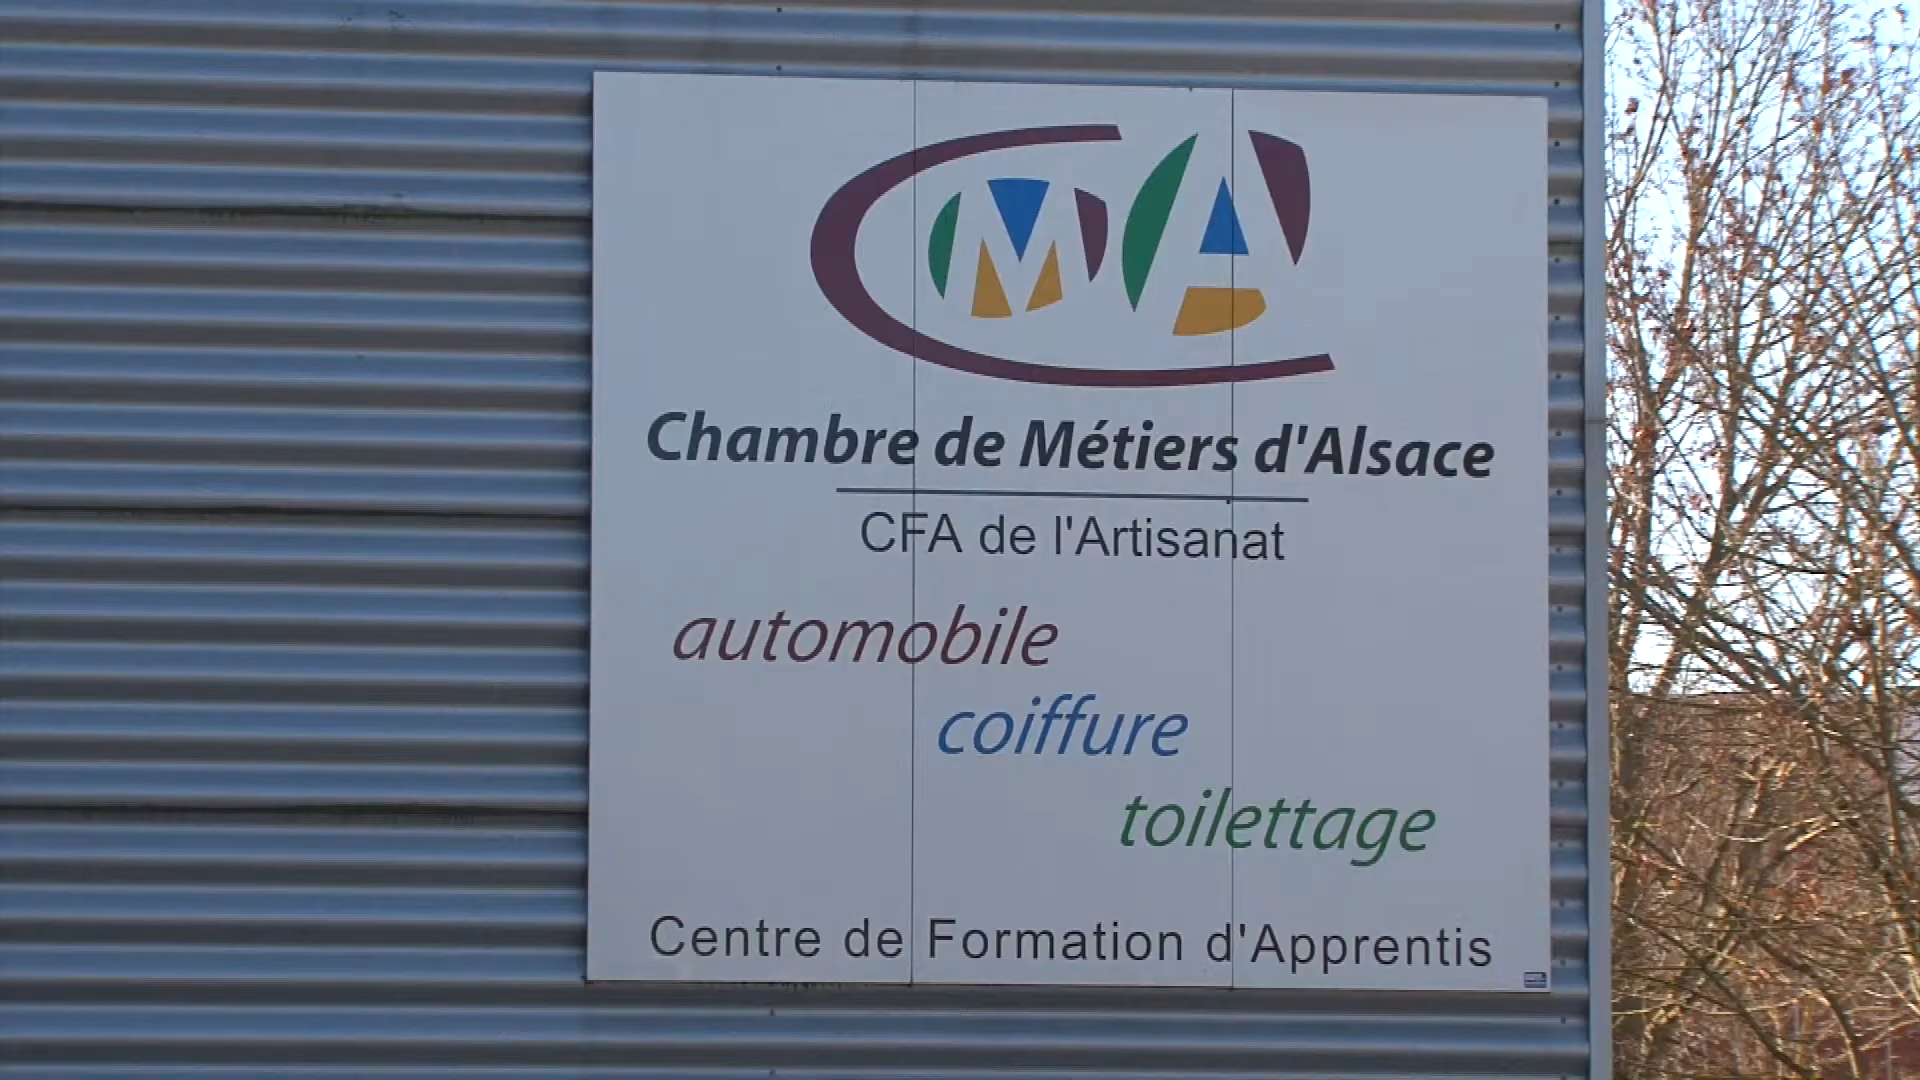 CMA
Chambre de Métiers d'Alsace
CFA de l'Artisanat
automobile
coiffure
toilettage
Centre de Formation d'Apprentis